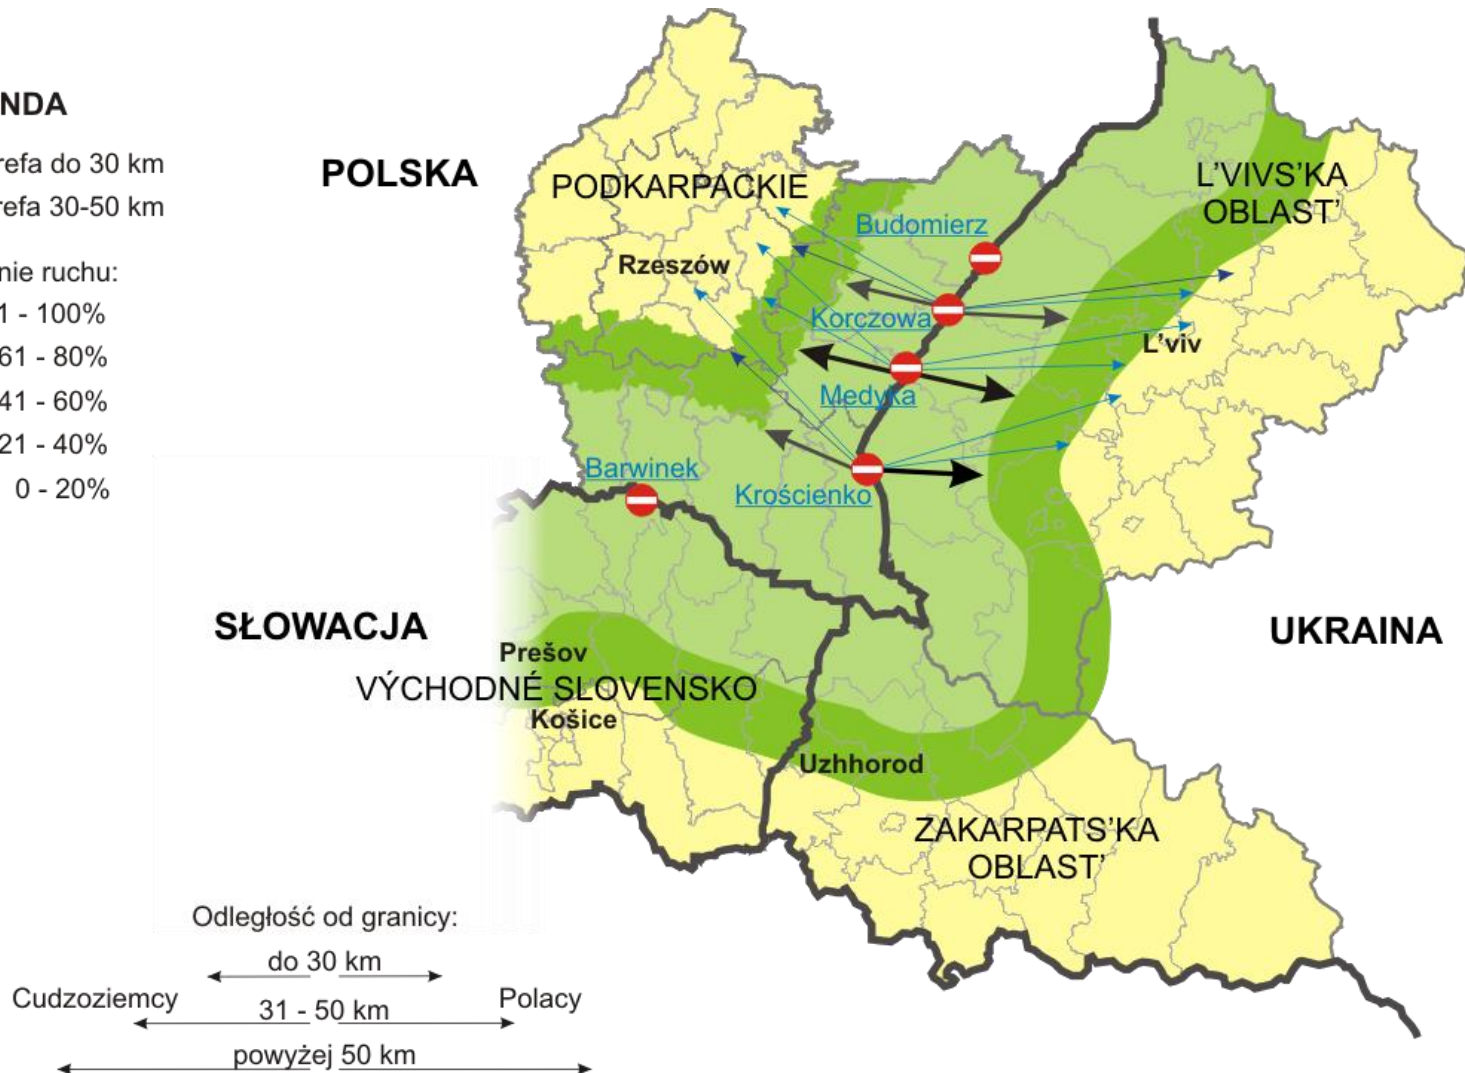 NDA
refa do 30 km
refa 30-50 km
nie ruchu:
1 - 100%
61 - 80%
41 - 60%
21 - 40%
0 - 20%
POLSKA
PODKARPACKIE
Rzeszów
L'VIVS'KA
OBLAST'
Budomierz
Korczowa
L'viv
Medyka
Barwinek
Krościenko
SŁOWACJA
UKRAINA
Prešov
VÝCHODNÉ SLOVENSKO
Košice
Uzhhorod
ZAKARPATS'KA
OBLAST'
Odległość od granicy:
do 30 km
Cudzoziemcy 31 - 50 km Polacy
powyżej 50 km